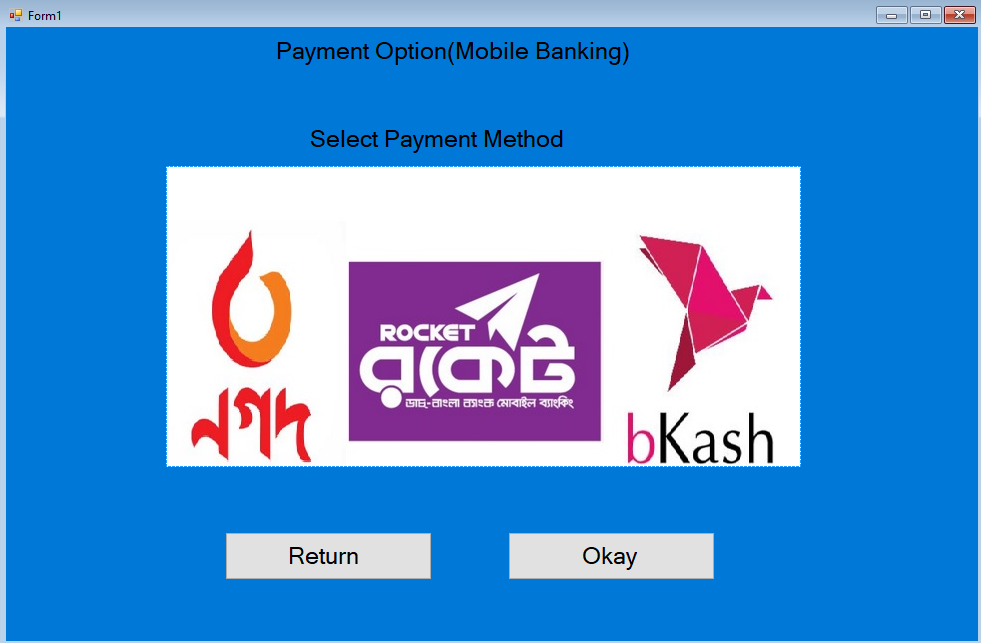 Form1
Payment Option(Mobile Banking)
Select Payment Method
নগদ
ROCKET
রকেট
ডাচ্-বাংলা ব্যাংক মোবাইল ব্যাংকিং
bKash
Return
Okay